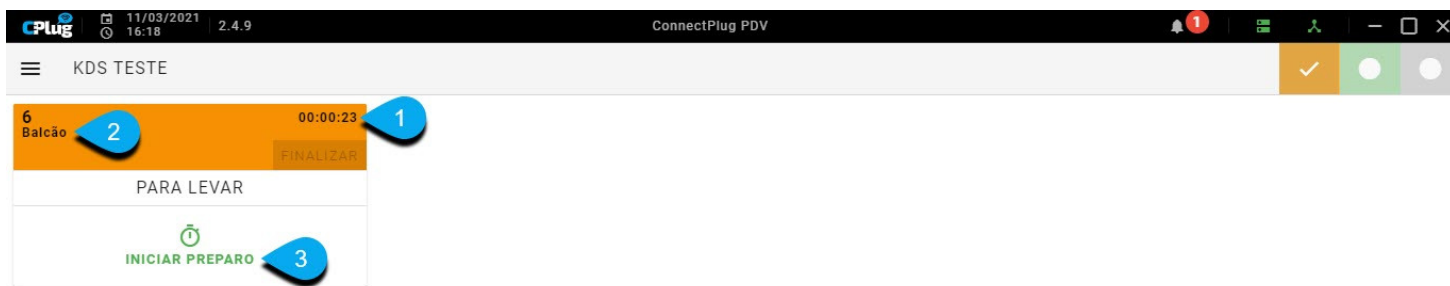 CPlug
11/03/2021
16:18
2.4.9
ConnectPlug PDV
1
KDS TESTE
6
Balcão
2
00:00:23
1
FINALIZAR
PARA LEVAR
INICIAR PREPARO
3